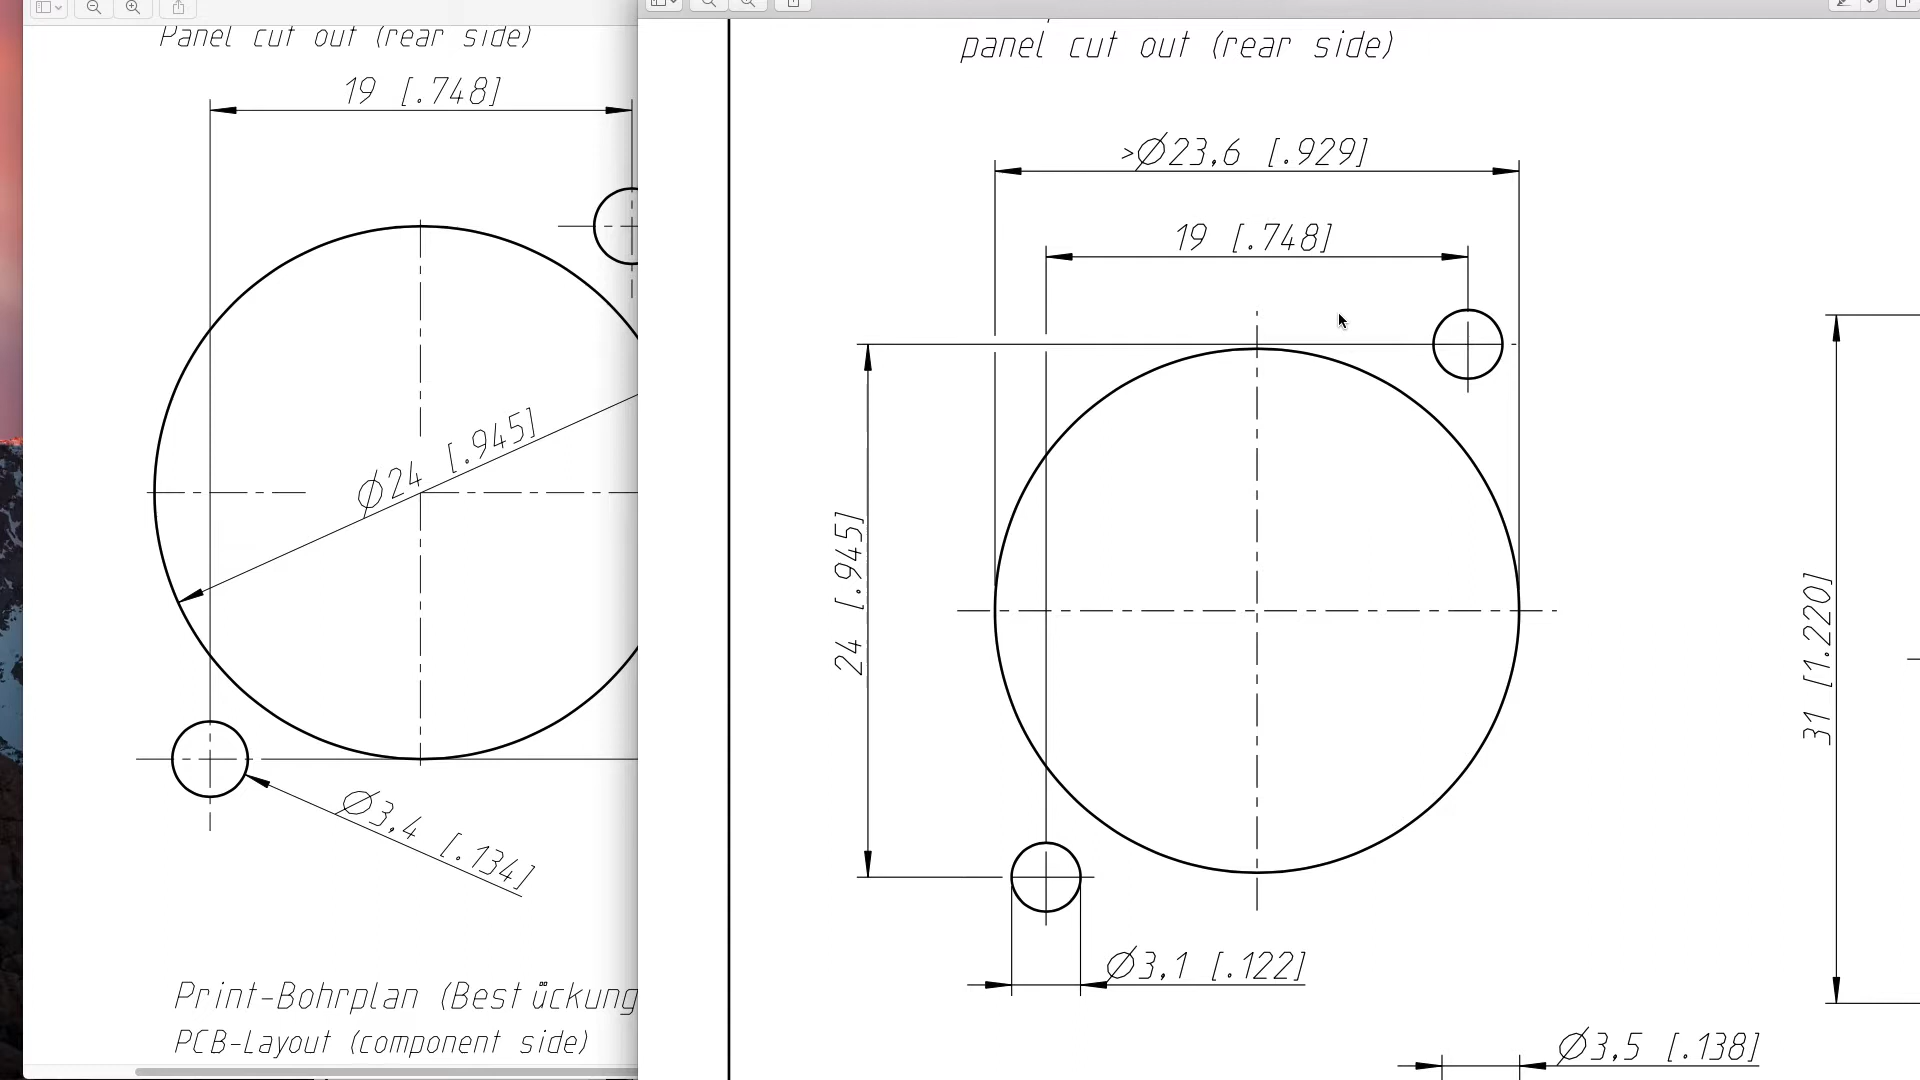 Panel cut out (rear side)
19 [.748]
Ø24 [.945]
Ø3,4 [.134]
Print-Bohrplan (Bestückung
PCB-Layout (component side)
panel cut out (rear side)
>Ø23,6 [.929]
19 [.748]
24 [.945]
Ø3,1 [.122]
31 [1.220]
Ø3,5 [.138]